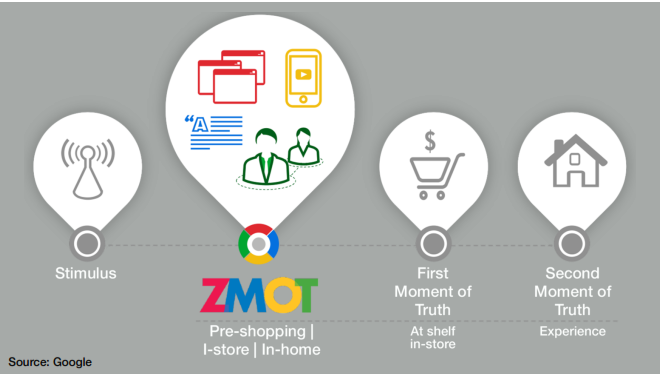 “A
$
Stimulus
ZMOT
Pre-shopping |
I-store | In-home
First
Moment of
Truth
At shelf
in-store
Second
Moment of
Truth
Experience
Source: Google